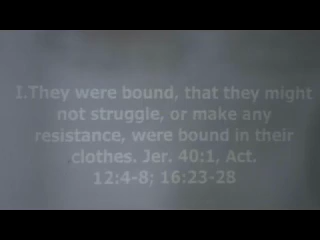 I.They were bound, that they might
not struggle, or make any
resistance, were bound in their
clothes. Jer. 40:1, Act.
12:4-8; 16:23-28